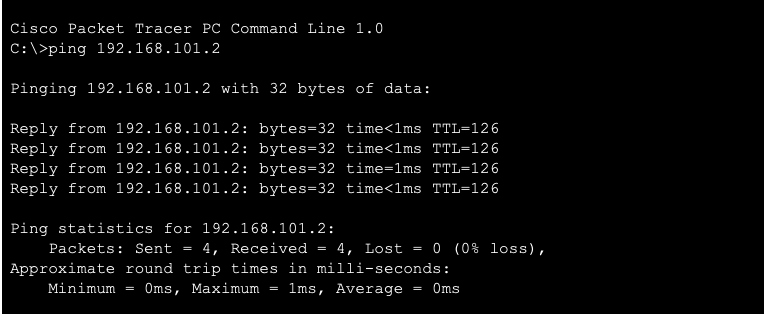 Cisco Packet Tracer PC Command Line 1.0
C:\>ping 192.168.101.2
Pinging 192.168.101.2 with 32 bytes of data:
Reply from 192.168.101.2: bytes=32 time<1ms TTL=126
Reply from 192.168.101.2: bytes=32 time<1ms TTL=126
Reply from 192.168.101.2: bytes=32 time=1ms TTL=126
Reply from 192.168.101.2: bytes=32 time<1ms TTL=126
Ping statistics for 192.168.101.2:
    Packets: Sent = 4, Received = 4, Lost = 0 (0% loss),
Approximate round trip times in milli-seconds:
    Minimum = 0ms, Maximum = 1ms, Average = 0ms